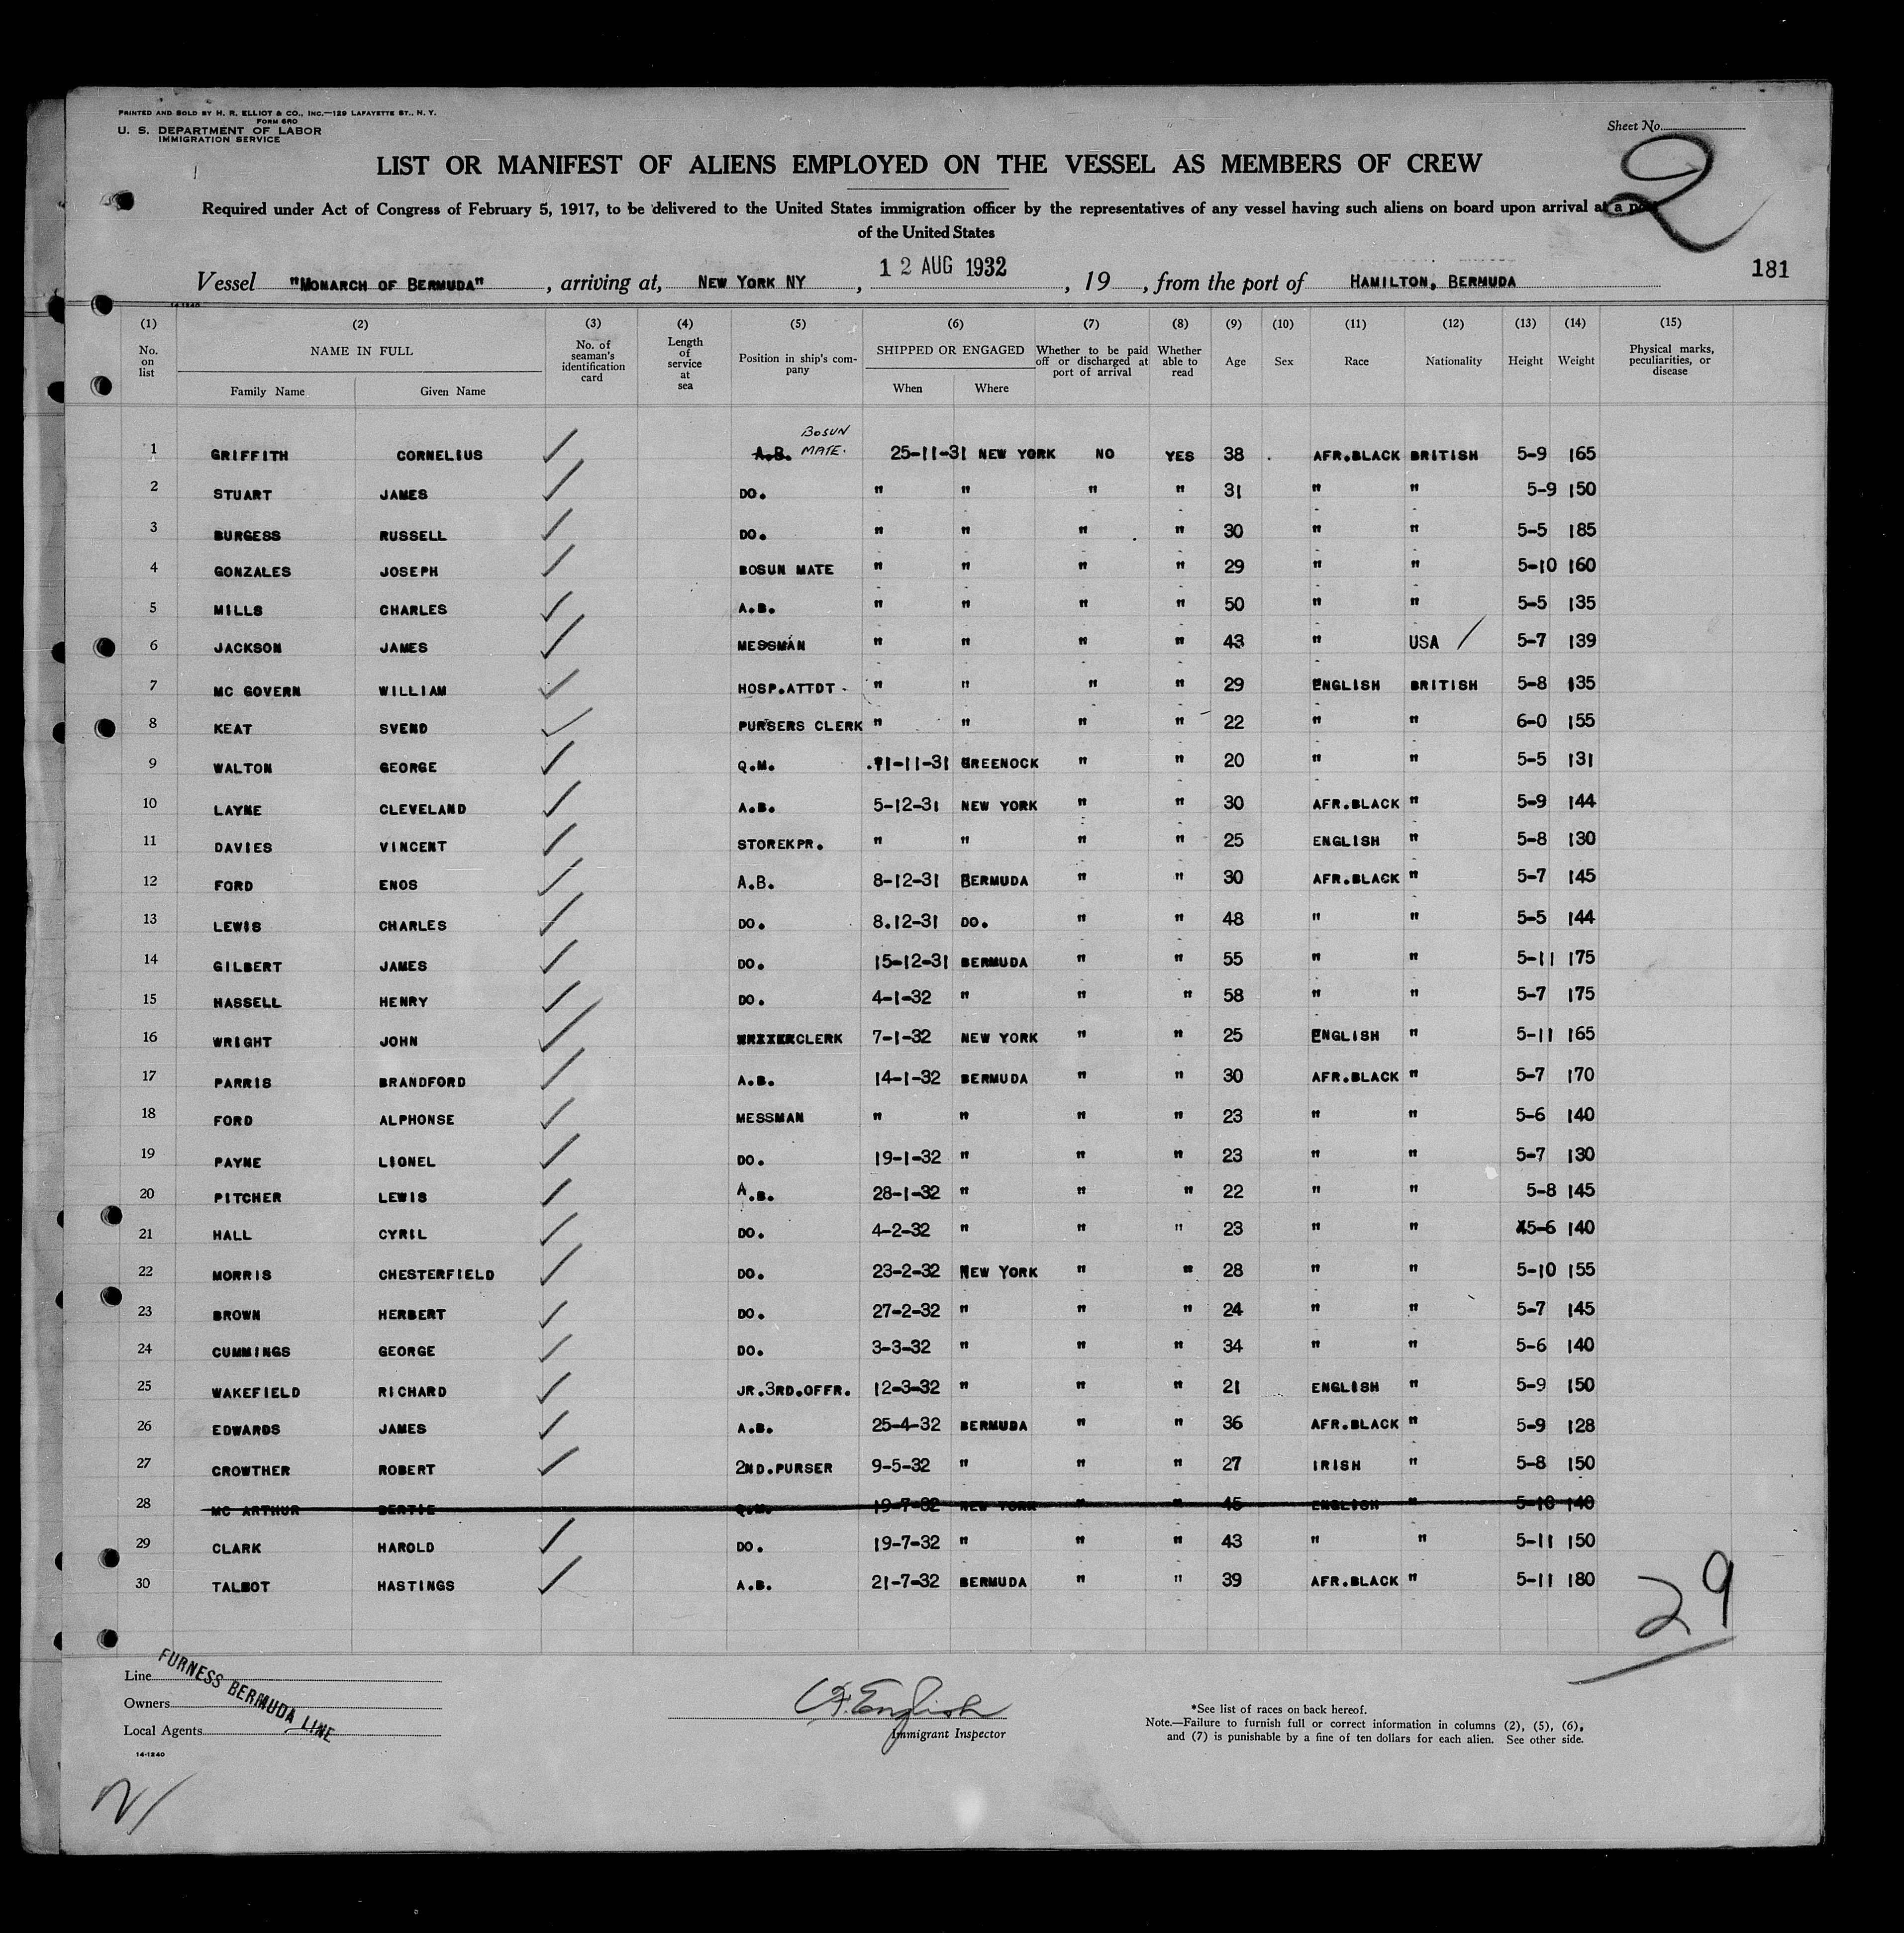 PRINTED AND SOLD BY H. R. ELLIOT & CO., INC.—129 LAFAYETTE ST., N. Y.
FORM 680
U. S. DEPARTMENT OF LABOR
IMMIGRATION SERVICE
Sheet No.
2
LIST OR MANIFEST OF ALIENS EMPLOYED ON THE VESSEL AS MEMBERS OF CREW
Required under Act of Congress of February 5, 1917, to be delivered to the United States immigration officer by the representatives of any vessel having such aliens on board upon arrival at a port
of the United States
Vessel "MONARCH OF BERMUDA", arriving at, NEW YORK NY, 12 AUG 1932, 19 , from the port of HAMILTON, BERMUDA 181
14-1240
(1) (2) (3) (4) (5) (6) (7) (8) (9) (10) (11) (12) (13) (14) (15)
No. on list NAME IN FULL Family Name Given Name No. of seaman's identification card Length of service at sea Position in ship's company SHIPPED OR ENGAGED When Where Whether to be paid off or discharged at port of arrival Whether able to read Age Sex Race Nationality Height Weight Physical marks, peculiarities, or disease
1 GRIFFITH CORNELIUS ✓ A.B. BOSUN MATE. 25-11-31 NEW YORK NO YES 38 AFR.BLACK BRITISH 5-9 165
2 STUART JAMES ✓ DO. " " " " 31 " " 5-9 150
3 BURGESS RUSSELL ✓ DO. " " " " 30 " " 5-5 185
4 GONZALES JOSEPH ✓ BOSUN MATE " " " " 29 " " 5-10 160
5 MILLS CHARLES ✓ A.B. " " " " 50 " " 5-5 135
6 JACKSON JAMES ✓ MESSMAN " " " " 43 " USA / 5-7 139
7 MC GOVERN WILLIAM ✓ HOSP.ATTDT. " " " " 29 ENGLISH BRITISH 5-8 135
8 KEAT SVEND ✓ PURSERS CLERK " " " " 22 " " 6-0 155
9 WALTON GEORGE ✓ Q.M. 11-11-31 GREENOCK " " 20 " " 5-5 131
10 LAYNE CLEVELAND ✓ A.B. 5-12-31 NEW YORK " " 30 AFR.BLACK " 5-9 144
11 DAVIES VINCENT ✓ STOREKPR. " " " " 25 ENGLISH " 5-8 130
12 FORD ENOS ✓ A.B. 8-12-31 BERMUDA " " 30 AFR.BLACK " 5-7 145
13 LEWIS CHARLES ✓ DO. 8.12-31 DO. " " 48 " " 5-5 144
14 GILBERT JAMES ✓ DO. 15-12-31 BERMUDA " " 55 " " 5-11 175
15 HASSELL HENRY ✓ DO. 4-1-32 " " " 58 " " 5-7 175
16 WRIGHT JOHN ✓ CLERK 7-1-32 NEW YORK " " 25 ENGLISH " 5-11 165
17 PARRIS BRANDFORD ✓ A.B. 14-1-32 BERMUDA " " 30 AFR.BLACK " 5-7 170
18 FORD ALPHONSE ✓ MESSMAN " " " " 23 " " 5-6 140
19 PAYNE LIONEL ✓ DO. 19-1-32 " " " 23 " " 5-7 130
20 PITCHER LEWIS ✓ A.B. 28-1-32 " " " 22 " " 5-8 145
21 HALL CYRIL ✓ DO. 4-2-32 " " " 23 " " 5-6 140
22 MORRIS CHESTERFIELD ✓ DO. 23-2-32 NEW YORK " " 28 " " 5-10 155
23 BROWN HERBERT ✓ DO. 27-2-32 " " " 24 " " 5-7 145
24 CUMMINGS GEORGE ✓ DO. 3-3-32 " " " 34 " " 5-6 140
25 WAKEFIELD RICHARD ✓ JR.3RD.OFFR. 12-3-32 " " " 21 ENGLISH " 5-9 150
26 EDWARDS JAMES ✓ A.B. 25-4-32 BERMUDA " " 36 AFR.BLACK " 5-9 128
27 CROWTHER ROBERT ✓ 2ND.PURSER 9-5-32 " " " 27 IRISH " 5-8 150
28 MC ARTHUR BERTIE Q.M. 19-7-32 NEW YORK " " 45 ENGLISH " 5-10 140
29 CLARK HAROLD ✓ DO. 19-7-32 " " " 43 " " 5-11 150
30 TALBOT HASTINGS ✓ A.B. 21-7-32 BERMUDA " " 39 AFR.BLACK " 5-11 180
29
Line
Owners
Local Agents
FURNESS BERMUDA LINE
14-1240
English
Immigrant Inspector
*See list of races on back hereof.
Note.—Failure to furnish full or correct information in columns (2), (5), (6),
and (7) is punishable by a fine of ten dollars for each alien. See other side.